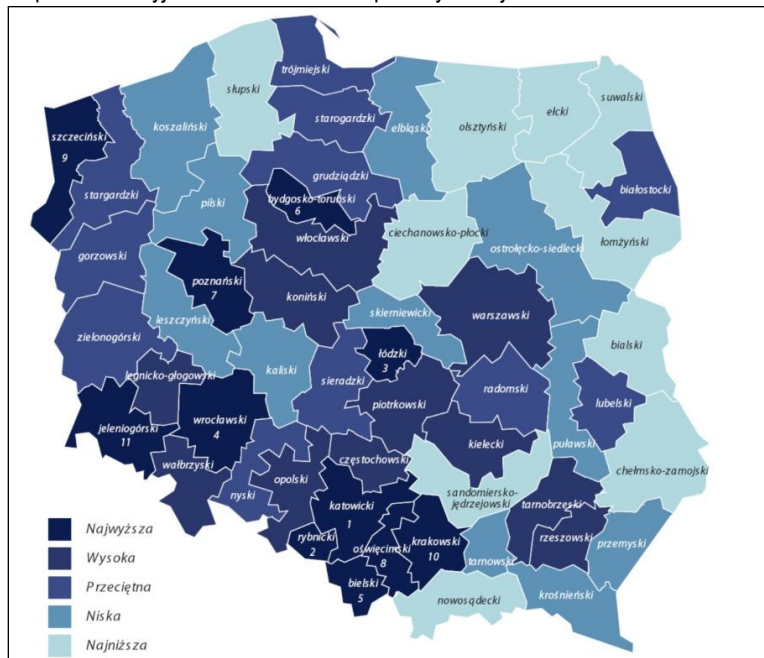 trójmiejski
słupski
koszaliński
starogardzki
elbląski
olsztyński
ełcki
suwalski
szczeciński
9
stargardzki
grudziądzki
białostocki
piłski
bydgosko-toruński
6
włocławski
ciechanowsko-płocki
ostrołęcko-siedlecki
łomżyński
gorzowski
poznański
7
koniński
skierniewicki
warszawski
zielonogórski
leszczyński
bialski
łódzki
3
legnicko-głogowski
kaliski
sieradzki
piotrkowski
radomski
lubelski
jeleniogórski
11
wrocławski
4
kielecki
puławski
wałbrzyski
częstochowski
chełmsko-zamojski
nyski
opolski
sandomiersko-
jędrzejowski
tarnobrzeski
katowicki
1
rybnicki
2
oświęcimski
8
krakowski
10
tarnowski
rzeszowski
przemyski
bielski
5
nowosądecki
krośnieński
Najwyższa
Wysoka
Przeciętna
Niska
Najniższa